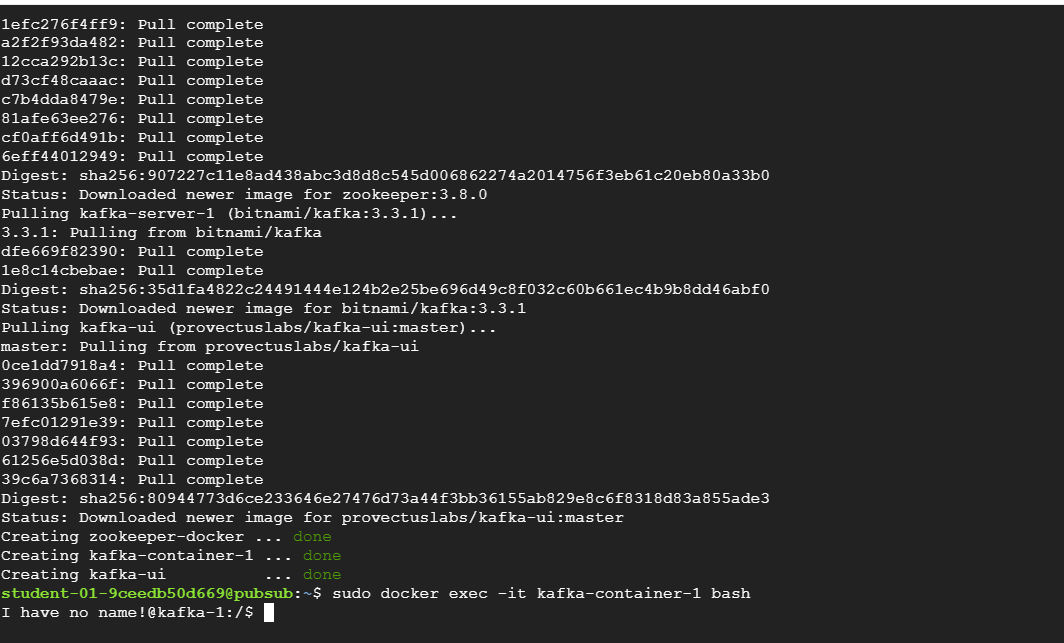 1efc276f4ff9: Pull complete
a2f2f93da482: Pull complete
12cca292b13c: Pull complete
d73cf48caaac: Pull complete
c7b4dda8479e: Pull complete
81afe63ee276: Pull complete
cf0aff6d491b: Pull complete
6eff44012949: Pull complete
Digest: sha256:907227c11e8ad438abc3d8d8c545d006862274a2014756f3eb61c20eb80a33b0
Status: Downloaded newer image for zookeeper:3.8.0
Pulling kafka-server-1 (bitnami/kafka:3.3.1)...
3.3.1: Pulling from bitnami/kafka
dfe669f82390: Pull complete
1e8c14cbebae: Pull complete
Digest: sha256:35d1fa4822c24491444e124b2e25be696d49c8f032c60b661ec4b9b8dd46abf0
Status: Downloaded newer image for bitnami/kafka:3.3.1
Pulling kafka-ui (provectuslabs/kafka-ui:master)...
master: Pulling from provectuslabs/kafka-ui
0ce1dd7918a4: Pull complete
396900a6066f: Pull complete
f86135b615e8: Pull complete
7efc01291e39: Pull complete
03798d644f93: Pull complete
61256e5d038d: Pull complete
39c6a7368314: Pull complete
Digest: sha256:80944773d6ce233646e27476d73a44f3bb36155ab829e8c6f8318d83a855ade3
Status: Downloaded newer image for provectuslabs/kafka-ui:master
Creating zookeeper-docker ... done
Creating kafka-container-1 ... done
Creating kafka-ui          ... done
student-01-9ceedb50d669@pubsub:~$ sudo docker exec -it kafka-container-1 bash
I have no name!@kafka-1:/$